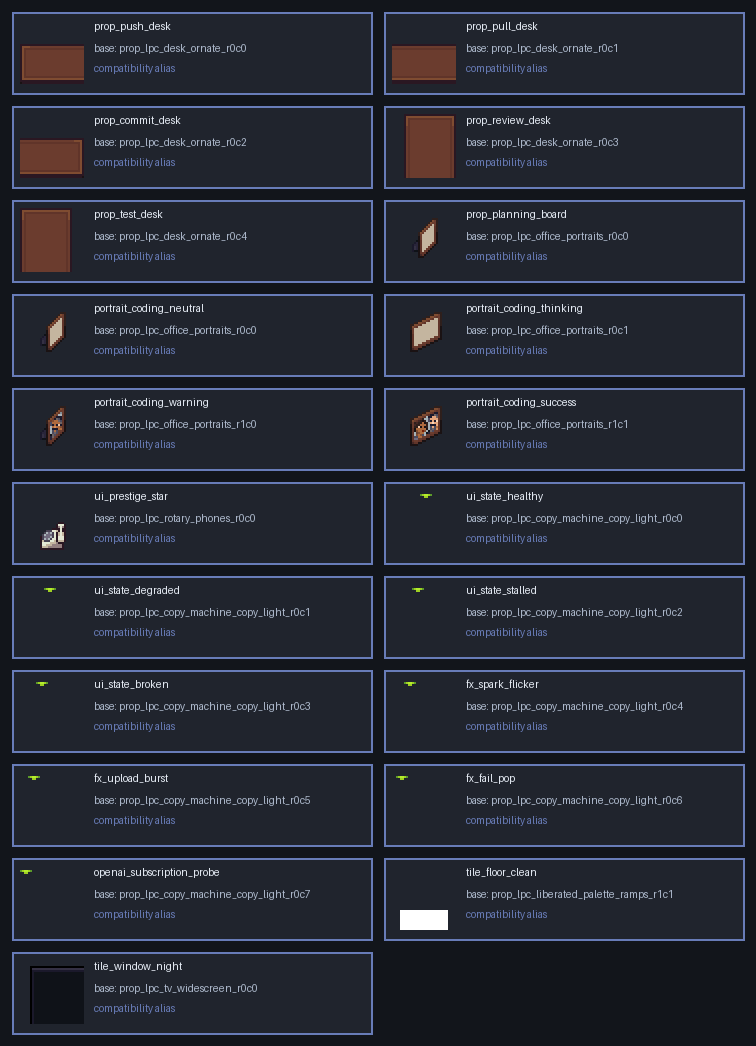 prop_push_desk
base: prop_lpc_desk_ornate_r0c0
compatibility alias
prop_pull_desk
base: prop_lpc_desk_ornate_r0c1
compatibility alias
prop_commit_desk
base: prop_lpc_desk_ornate_r0c2
compatibility alias
prop_review_desk
base: prop_lpc_desk_ornate_r0c3
compatibility alias
prop_test_desk
base: prop_lpc_desk_ornate_r0c4
compatibility alias
prop_planning_board
base: prop_lpc_office_portraits_r0c0
compatibility alias
portrait_coding_neutral
base: prop_lpc_office_portraits_r0c0
compatibility alias
portrait_coding_thinking
base: prop_lpc_office_portraits_r0c1
compatibility alias
portrait_coding_warning
base: prop_lpc_office_portraits_r1c0
compatibility alias
portrait_coding_success
base: prop_lpc_office_portraits_r1c1
compatibility alias
ui_prestige_star
base: prop_lpc_rotary_phones_r0c0
compatibility alias
ui_state_healthy
base: prop_lpc_copy_machine_copy_light_r0c0
compatibility alias
ui_state_degraded
base: prop_lpc_copy_machine_copy_light_r0c1
compatibility alias
ui_state_stalled
base: prop_lpc_copy_machine_copy_light_r0c2
compatibility alias
ui_state_broken
base: prop_lpc_copy_machine_copy_light_r0c3
compatibility alias
fx_spark_flicker
base: prop_lpc_copy_machine_copy_light_r0c4
compatibility alias
fx_upload_burst
base: prop_lpc_copy_machine_copy_light_r0c5
compatibility alias
fx_fail_pop
base: prop_lpc_copy_machine_copy_light_r0c6
compatibility alias
openai_subscription_probe
base: prop_lpc_copy_machine_copy_light_r0c7
compatibility alias
tile_floor_clean
base: prop_lpc_liberated_palette_ramps_r1c1
compatibility alias
tile_window_night
base: prop_lpc_tv_widescreen_r0c0
compatibility alias